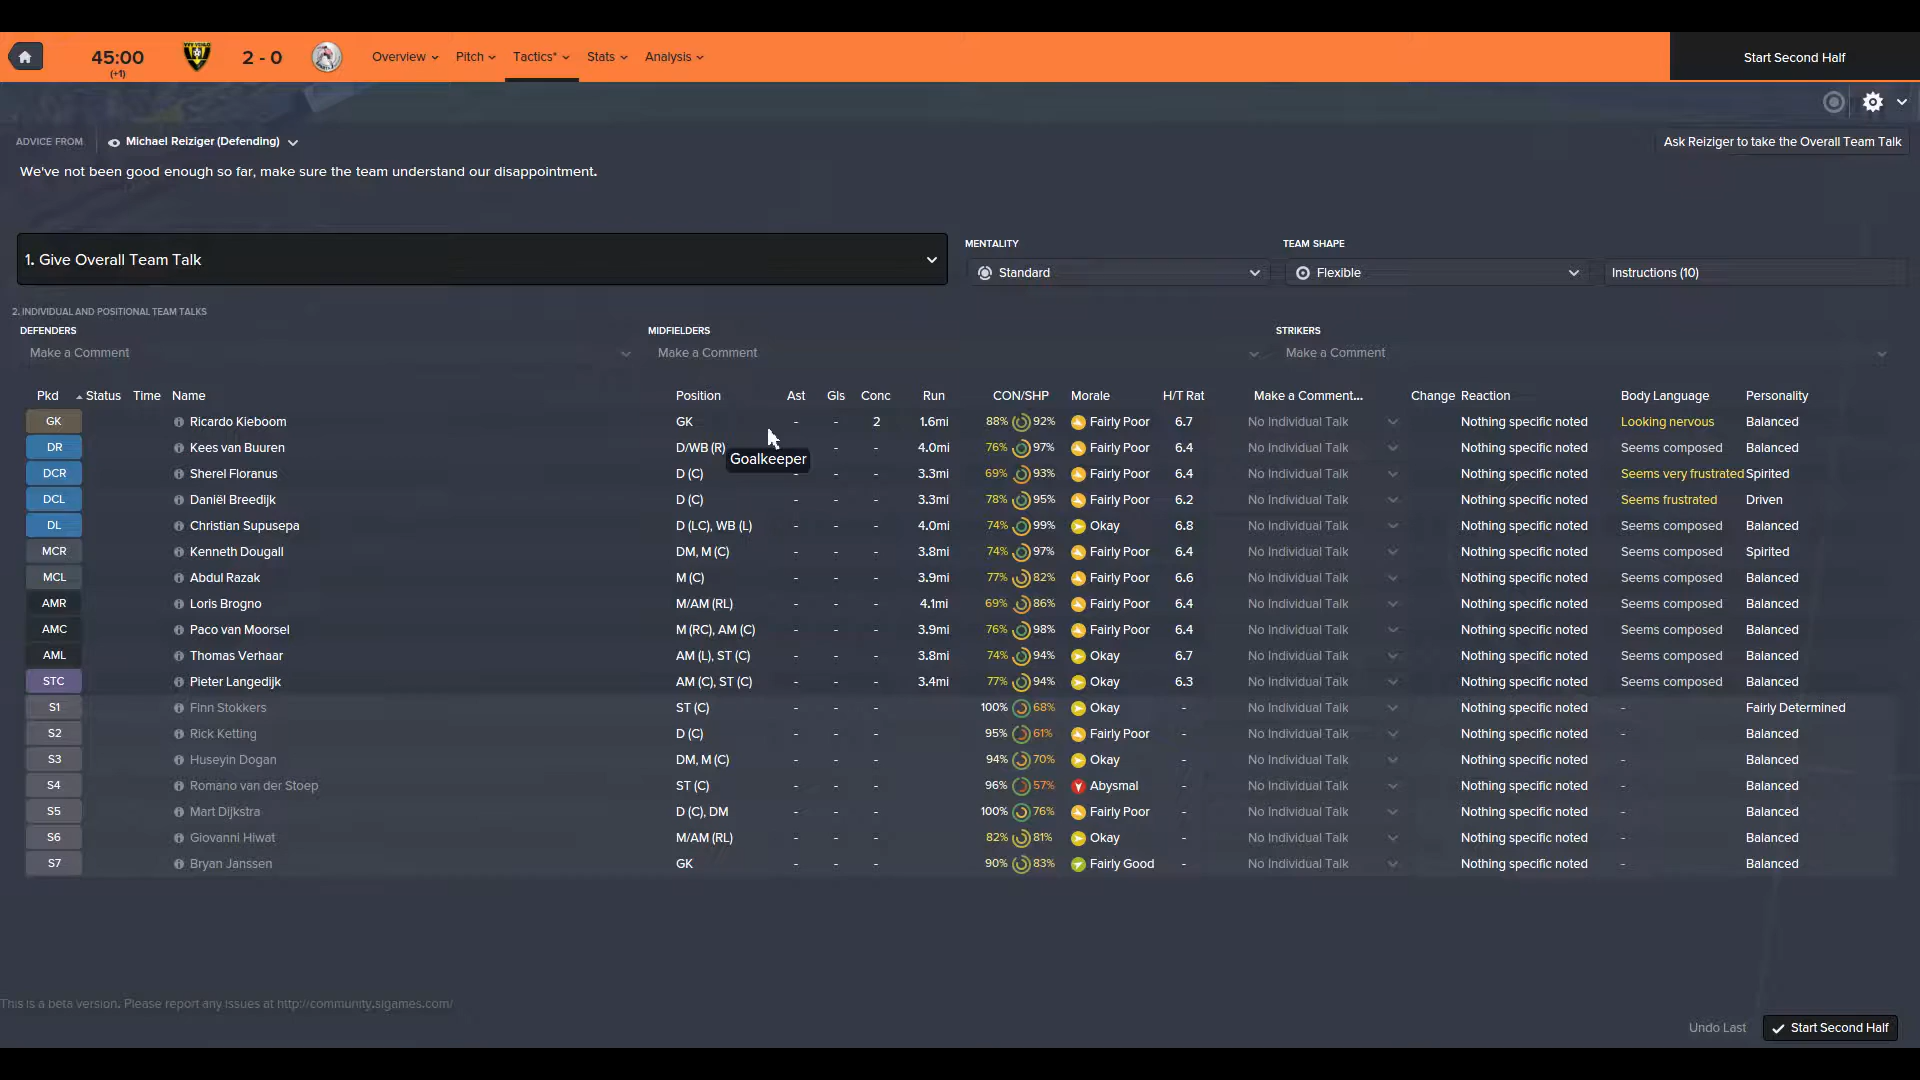 45:00
(+1)
2 - 0
Overview
Pitch
Tactics*
Stats
Analysis
Start Second Half
ADVICE FROM
Michael Reiziger (Defending)
Ask Reiziger to take the Overall Team Talk
We've not been good enough so far, make sure the team understand our disappointment.
1. Give Overall Team Talk
MENTALITY
TEAM SHAPE
Standard
Flexible
Instructions (10)
2. INDIVIDUAL AND POSITIONAL TEAM TALKS
DEFENDERS MIDFIELDERS STRIKERS
Make a Comment Make a Comment Make a Comment
Pkd Status Time Name Position Ast Gls Conc Run CON/SHP Morale H/T Rat Make a Comment... Change Reaction Body Language Personality
GK Ricardo Kieboom GK - - 2 1.6mi 88% 92% Fairly Poor 6.7 No Individual Talk Nothing specific noted Looking nervous Balanced
DR Kees van Buuren D/WB (R) - - 4.0mi 76% 97% Fairly Poor 6.4 No Individual Talk Nothing specific noted Seems composed Balanced
Goalkeeper
DCR Sherel Floranus D (C) - - - 3.3mi 69% 93% Fairly Poor 6.4 No Individual Talk Nothing specific noted Seems very frustrated Spirited
DCL Daniël Breedijk D (C) - - - 3.3mi 78% 95% Fairly Poor 6.2 No Individual Talk Nothing specific noted Seems frustrated Driven
DL Christian Supusepa D (LC), WB (L) - - - 4.0mi 74% 99% Okay 6.8 No Individual Talk Nothing specific noted Seems composed Balanced
MCR Kenneth Dougall DM, M (C) - - - 3.8mi 74% 97% Fairly Poor 6.4 No Individual Talk Nothing specific noted Seems composed Spirited
MCL Abdul Razak M (C) - - - 3.9mi 77% 82% Fairly Poor 6.6 No Individual Talk Nothing specific noted Seems composed Balanced
AMR Loris Brogno M/AM (RL) - - - 4.1mi 69% 86% Fairly Poor 6.4 No Individual Talk Nothing specific noted Seems composed Balanced
AMC Paco van Moorsel M (RC), AM (C) - - - 3.9mi 76% 98% Fairly Poor 6.4 No Individual Talk Nothing specific noted Seems composed Balanced
AML Thomas Verhaar AM (L), ST (C) - - - 3.8mi 74% 94% Okay 6.7 No Individual Talk Nothing specific noted Seems composed Balanced
STC Pieter Langedijk AM (C), ST (C) - - - 3.4mi 77% 94% Okay 6.3 No Individual Talk Nothing specific noted Seems composed Balanced
S1 Finn Stokkers ST (C) - - - 100% 68% Okay - No Individual Talk Nothing specific noted - Fairly Determined
S2 Rick Ketting D (C) - - - 95% 61% Fairly Poor - No Individual Talk Nothing specific noted - Balanced
S3 Huseyin Dogan DM, M (C) - - - 94% 70% Okay - No Individual Talk Nothing specific noted - Balanced
S4 Romano van der Stoep ST (C) - - - 96% 57% Abysmal - No Individual Talk Nothing specific noted - Balanced
S5 Mart Dijkstra D (C), DM - - - 100% 76% Fairly Poor - No Individual Talk Nothing specific noted - Balanced
S6 Giovanni Hiwat M/AM (RL) - - - 82% 81% Okay - No Individual Talk Nothing specific noted - Balanced
S7 Bryan Janssen GK - - - 90% 83% Fairly Good - No Individual Talk Nothing specific noted - Balanced
This is a beta version. Please report any issues at http://community.sigames.com/
Undo Last
Start Second Half